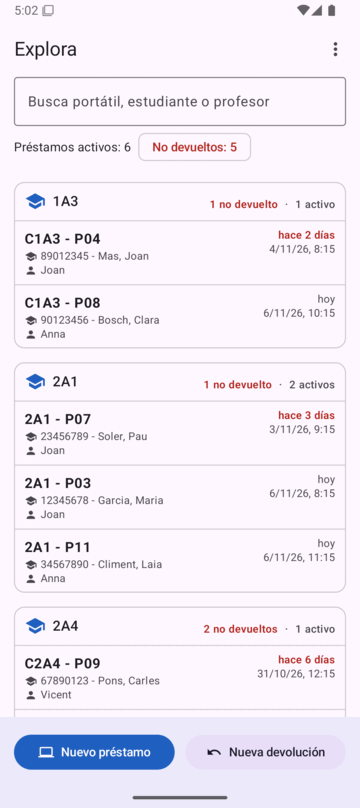 5:02
Explora
Busca portátil, estudiante o profesor
Préstamos activos: 6 No devueltos: 5
1A3 1 no devuelto · 1 activo
C1A3 - P04 hace 2 días
89012345 - Mas, Joan 4/11/26, 8:15
Joan
C1A3 - P08 hoy
90123456 - Bosch, Clara 6/11/26, 10:15
Anna
2A1 1 no devuelto · 2 activos
2A1 - P07 hace 3 días
23456789 - Soler, Pau 3/11/26, 9:15
Joan
2A1 - P03 hoy
12345678 - Garcia, Maria 6/11/26, 8:15
Joan
2A1 - P11 hoy
34567890 - Climent, Laia 6/11/26, 11:15
Anna
2A4 2 no devueltos · 1 activo
C2A4 - P09 hace 6 días
67890123 - Pons, Carles 31/10/26, 12:15
Vicent
Nuevo préstamo Nueva devolución